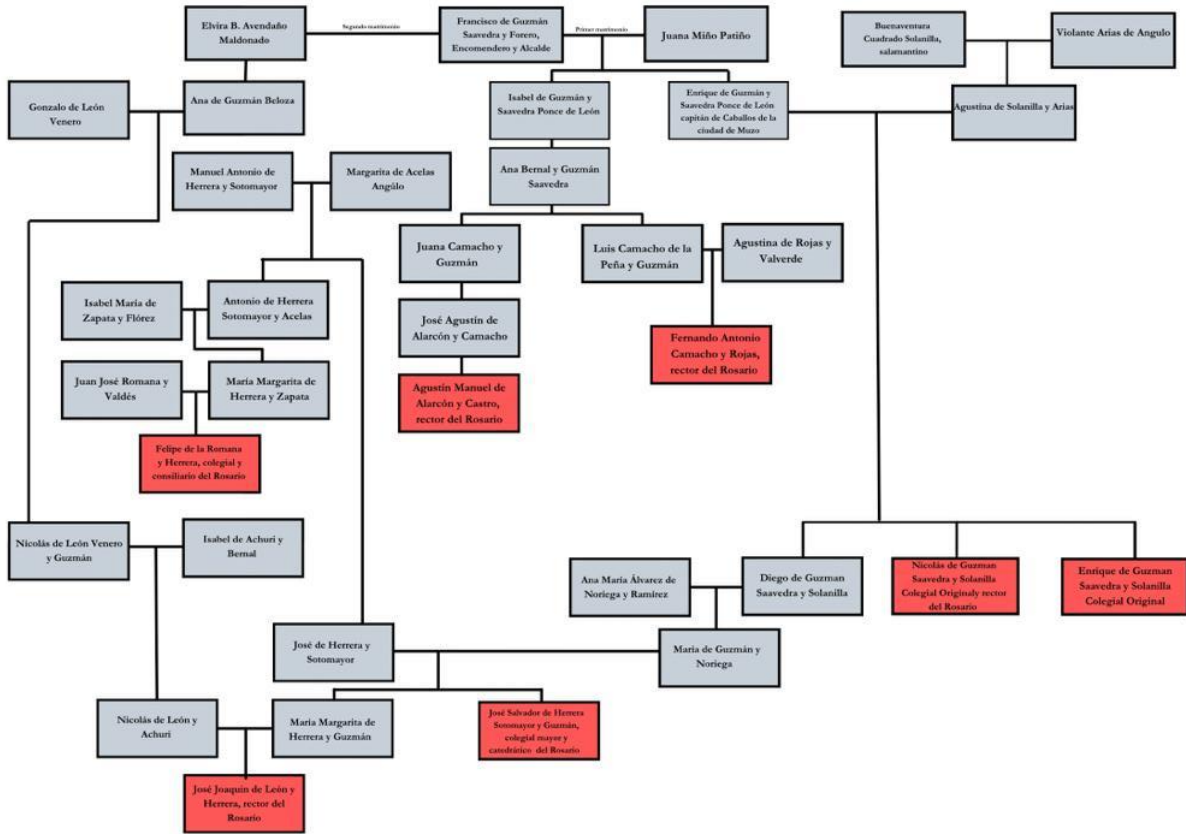 Elvira B. Avendaño
Maldonado
Segundo matrimonio
Francisco de Guzmán
Saavedra y Forero,
Encomendero y Alcalde
Primer matrimonio
Juana Miño Patiño
Buenaventura
Cuadrado Solanilla,
salamantino
Violante Arias de Angulo
Gonzalo de León
Venero
Ana de Guzmán Beloza
Isabel de Guzmán y
Saavedra Ponce de León
Enrique de Guzmán y
Saavedra Ponce de León
capitán de Caballos de la
ciudad de Muzo
Agustina de Solanilla y Arias
Manuel Antonio de
Herrera y Sotomayor
Margarita de Acelas
Angúlo
Ana Bernal y Guzmán
Saavedra
Juana Camacho y
Guzmán
Luis Camacho de la
Peña y Guzmán
Agustina de Rojas y
Valverde
Isabel María de
Zapata y Flórez
Antonio de Herrera
Sotomayor y Acelas
José Agustín de
Alarcón y Camacho
Fernando Antonio
Camacho y Rojas,
rector del Rosario
Juan José Romana y
Valdés
María Margarita de
Herrera y Zapata
Agustín Manuel de
Alarcón y Castro,
rector del Rosario
Felipe de la Romana
y Herrera, colegial y
consiliario del Rosario
Nicolás de León Venero
y Guzmán
Isabel de Achuri y
Bernal
Ana María Álvarez de
Noriega y Ramírez
Diego de Guzman
Saavedra y Solanilla
Nicolás de Guzman
Saavedra y Solanilla
Colegial Originaly rector
del Rosario
Enrique de Guzman
Saavedra y Solanilla
Colegial Original
José de Herrera y
Sotomayor
María de Guzmán y
Noriega
Nicolás de León y
Achuri
Maria Margarita de
Herrera y Guzmán
José Salvador de Herrera
Sotomayor y Guzmán,
colegial mayor y
catedrático del Rosario
José Joaquín de León y
Herrera, rector del
Rosario